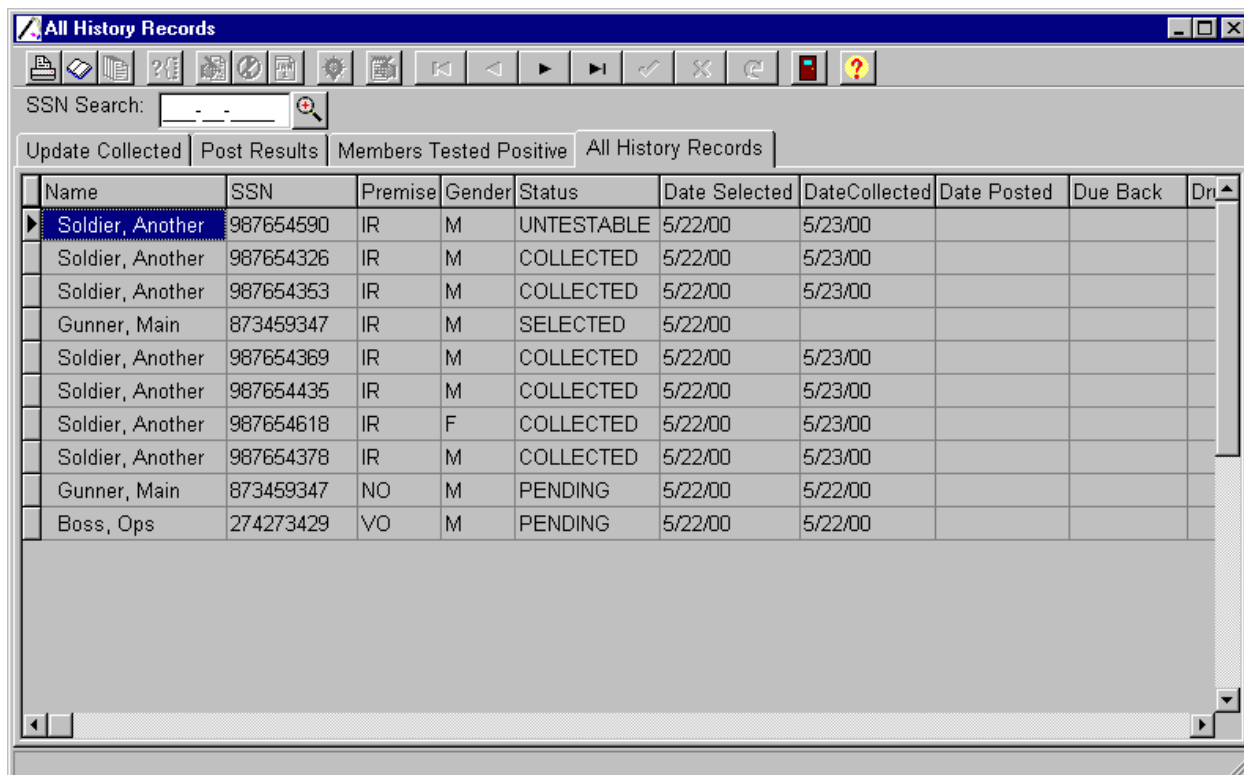 All History Records
SSN Search: ___-__-____
Update Collected Post Results Members Tested Positive All History Records
Name SSN Premise Gender Status Date Selected DateCollected Date Posted Due Back Dru
Soldier, Another 987654590 IR M UNTESTABLE 5/22/00 5/23/00
Soldier, Another 987654326 IR M COLLECTED 5/22/00 5/23/00
Soldier, Another 987654353 IR M COLLECTED 5/22/00 5/23/00
Gunner, Main 873459347 IR M SELECTED 5/22/00
Soldier, Another 987654369 IR M COLLECTED 5/22/00 5/23/00
Soldier, Another 987654435 IR M COLLECTED 5/22/00 5/23/00
Soldier, Another 987654618 IR F COLLECTED 5/22/00 5/23/00
Soldier, Another 987654378 IR M COLLECTED 5/22/00 5/23/00
Gunner, Main 873459347 NO M PENDING 5/22/00 5/22/00
Boss, Ops 274273429 VO M PENDING 5/22/00 5/22/00